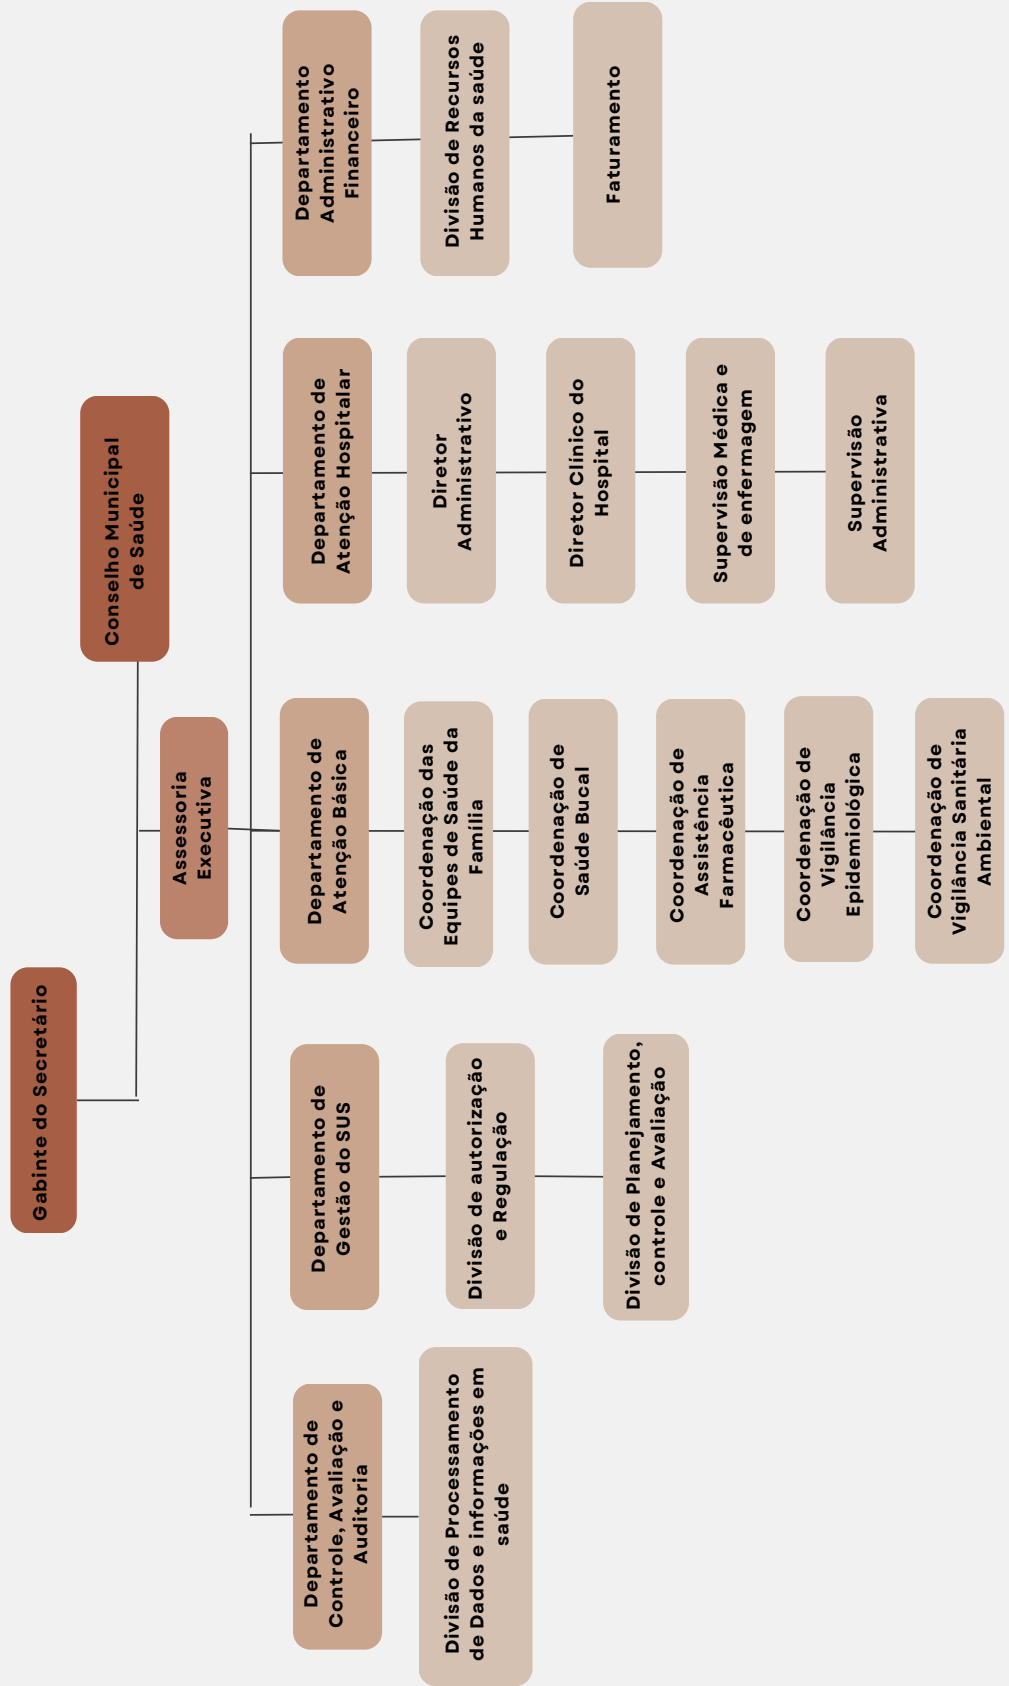 Gabinte do Secretário
Conselho Municipal
de Saúde
Assessoria
Executiva
Departamento de
Controle, Avaliação e
Auditoria
Divisão de Processamento
de Dados e informações em
saúde
Departamento de
Gestão do SUS
Divisão de autorização
e Regulação
Divisão de Planejamento,
controle e Avaliação
Departamento de
Atenção Básica
Coordenação das
Equipes de Saúde da
Família
Coordenação de
Saúde Bucal
Coordenação de
Assistência
Farmacêutica
Coordenação de
Vigilância
Epidemiológica
Coordenação de
Vigilância Sanitária
Ambiental
Departamento de
Atenção Hospitalar
Diretor
Administrativo
Diretor Clínico do
Hospital
Supervisão Médica e
de enfermagem
Supervisão
Administrativa
Departamento
Administrativo
Financeiro
Divisão de Recursos
Humanos da saúde
Faturamento